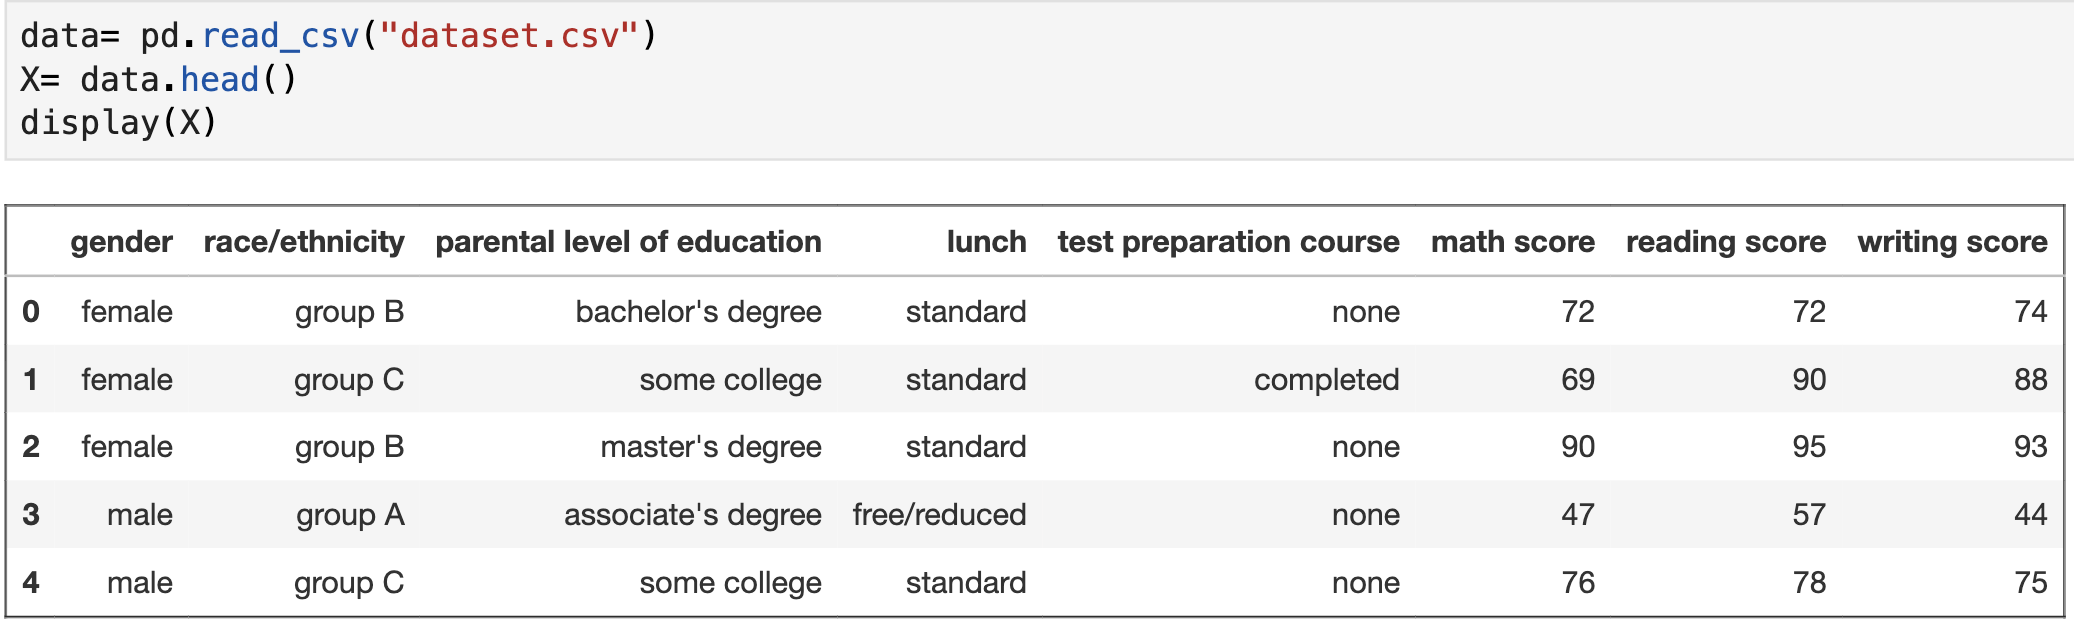 data= pd.read_csv("dataset.csv")
X= data.head()
display(X)
gender race/ethnicity parental level of education lunch test preparation course math score reading score writing score
0 female group B bachelor's degree standard none 72 72 74
1 female group C some college standard completed 69 90 88
2 female group B master's degree standard none 90 95 93
3 male group A associate's degree free/reduced none 47 57 44
4 male group C some college standard none 76 78 75